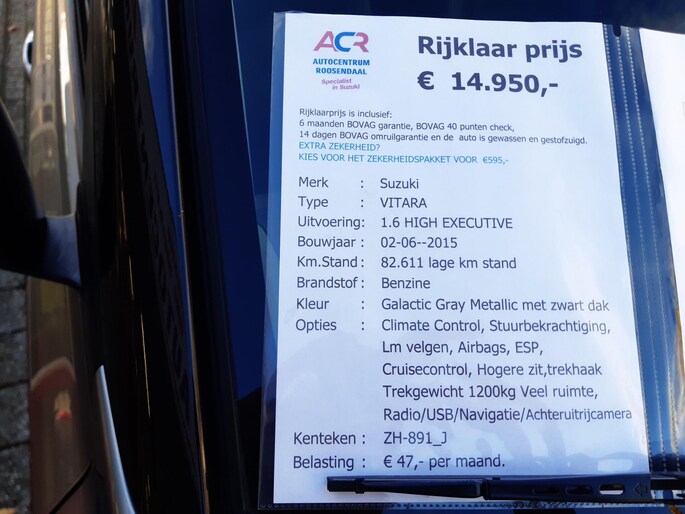 ACR
AUTOCENTRUM
ROOSENDAAL
Specialist
in Suzuki
Rijklaar prijs
€ 14.950,-
Rijklaarprijs is inclusief:
6 maanden BOVAG garantie, BOVAG 40 punten check,
14 dagen BOVAG omruilgarantie en de auto is gewassen en gestofzuigd.
EXTRA ZEKERHEID?
KIES VOOR HET ZEKERHEIDSPAKKET VOOR €595,-
Merk : Suzuki
Type : VITARA
Uitvoering: 1.6 HIGH EXECUTIVE
Bouwjaar : 02-06--2015
Km.Stand : 82.611 lage km stand
Brandstof : Benzine
Kleur : Galactic Gray Metallic met zwart dak
Opties : Climate Control, Stuurbekrachtiging,
Lm velgen, Airbags, ESP,
Cruisecontrol, Hogere zit,trekhaak
Trekgewicht 1200kg Veel ruimte,
Radio/USB/Navigatie/Achteruitrijcamera
Kenteken : ZH-891_J
Belasting : € 47,- per maand.